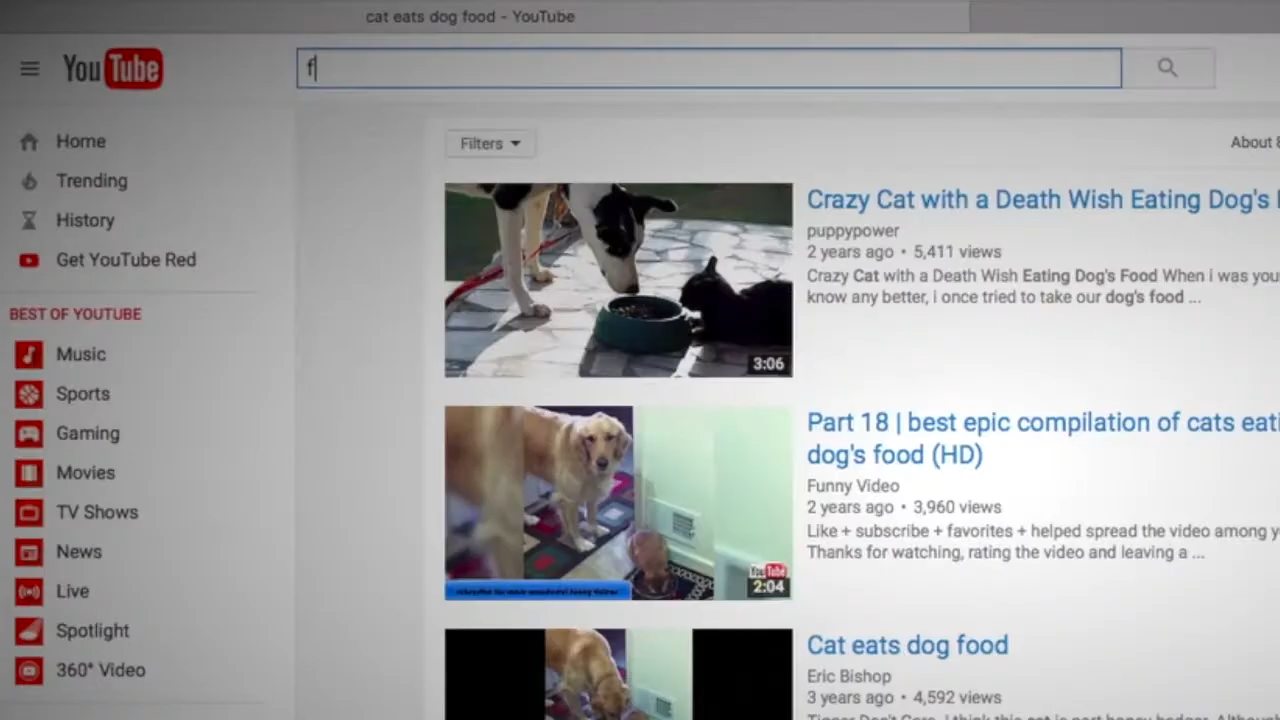 cat eats dog food - YouTube
YouTube
f
Home
Trending
History
Get YouTube Red
BEST OF YOUTUBE
Music
Sports
Gaming
Movies
TV Shows
News
Live
Spotlight
360° Video
Filters
About
3:06
Crazy Cat with a Death Wish Eating Dog's
puppypower
2 years ago • 5,411 views
Crazy Cat with a Death Wish Eating Dog's Food When i was you
know any better, i once tried to take our dog's food ...
YouTube
2:04
Part 18 | best epic compilation of cats eati
dog's food (HD)
Funny Video
2 years ago • 3,960 views
Like + subscribe + favorites + helped spread the video among y
Thanks for watching, rating the video and leaving a ...
Cat eats dog food
Eric Bishop
3 years ago • 4,592 views